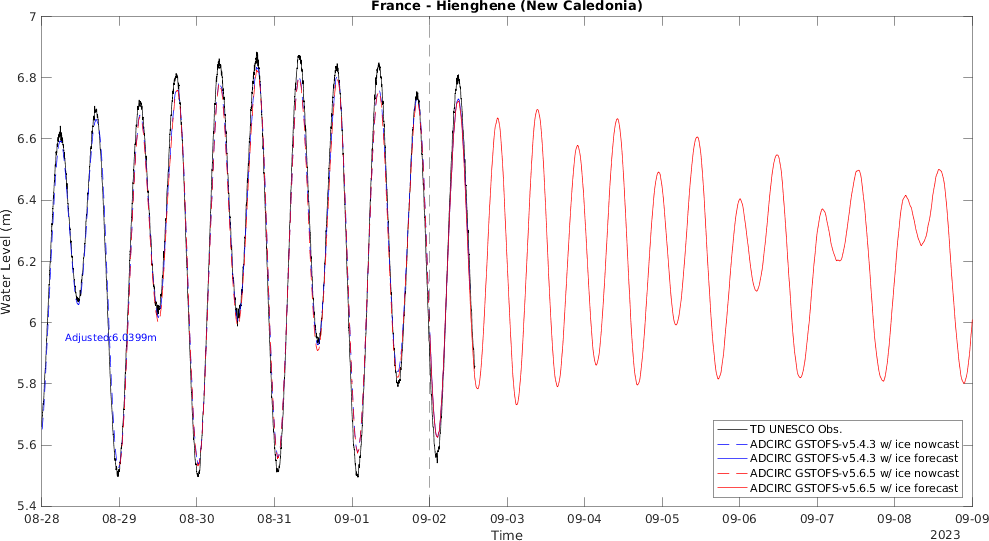 France - Hienghene (New Caledonia)
7
6.8
6.6
6.4
6.2
6
5.8
5.6
5.4
Water Level (m)
Adjusted:6.0399m
TD UNESCO Obs.
ADCIRC GSTOFS-v5.4.3 w/ ice nowcast
ADCIRC GSTOFS-v5.4.3 w/ ice forecast
ADCIRC GSTOFS-v5.6.5 w/ ice nowcast
ADCIRC GSTOFS-v5.6.5 w/ ice forecast
08-28 08-29 08-30 08-31 09-01 09-02 09-03 09-04 09-05 09-06 09-07 09-08 09-09
Time
2023